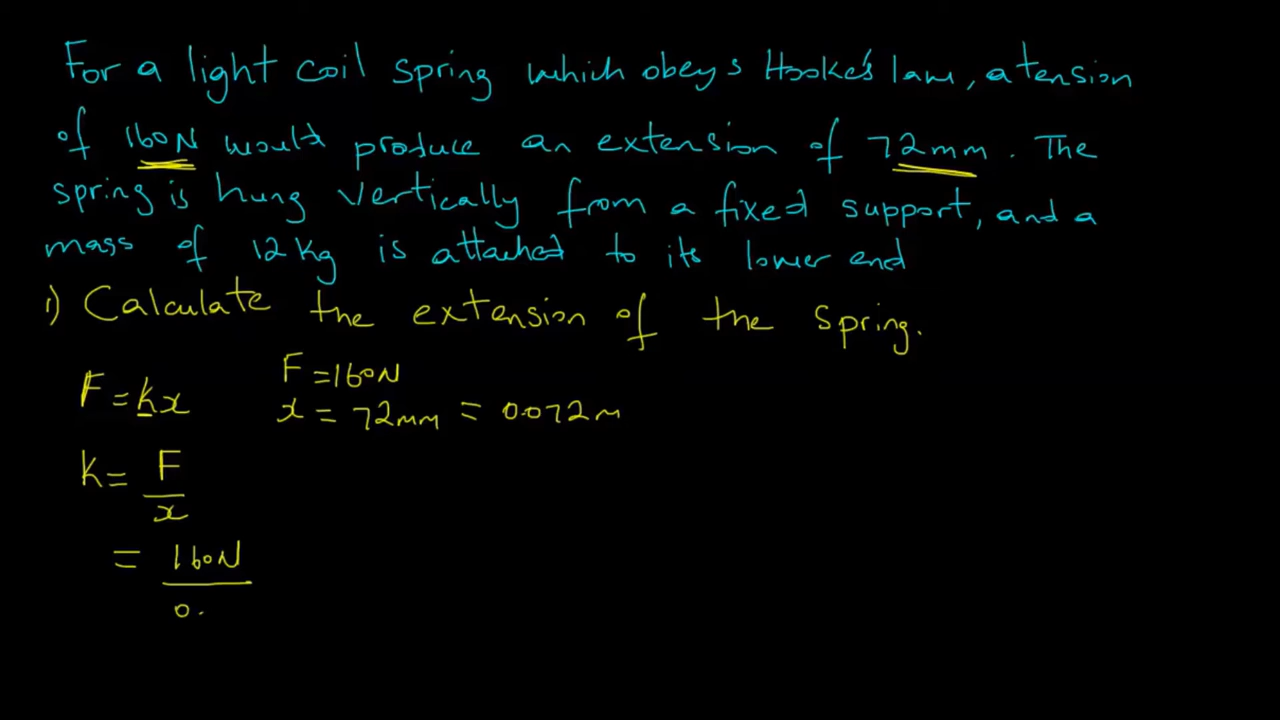 For a light coil spring which obeys Hooke's law, a tension
of 160N would produce an extension of 72mm. The
spring is hung vertically from a fixed support, and a
mass of 12kg is attached to its lower end
1) Calculate the extension of the spring.
F = kx
F = 160N
x = 72mm = 0.072m
k = F/x
= 160N/0.